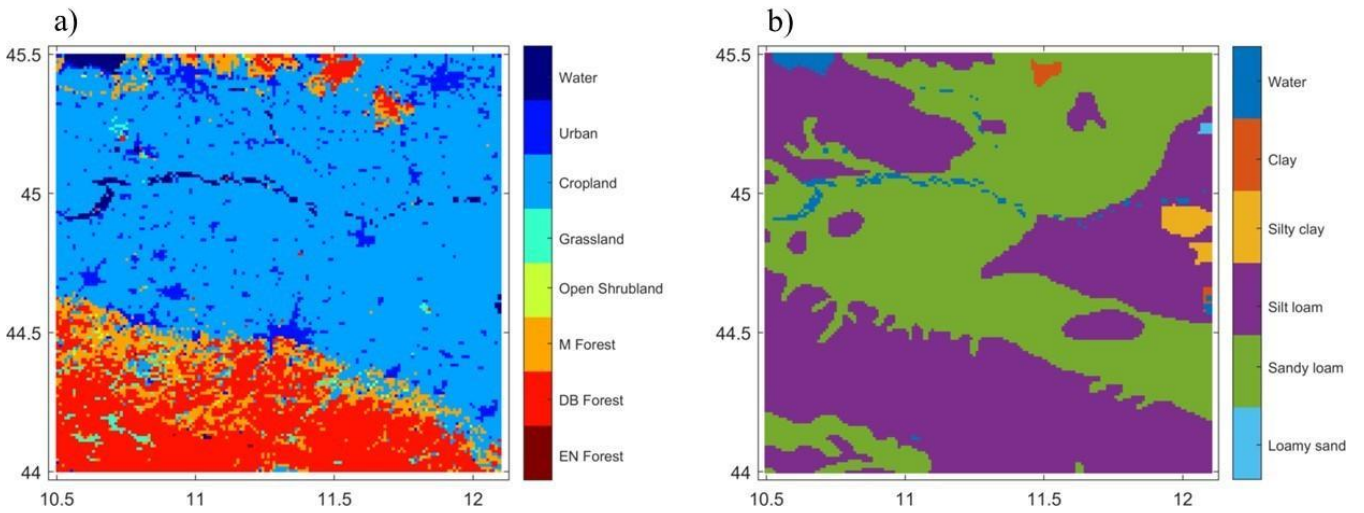 a)
45.5
45
44.5
44
10.5 11 11.5 12
Water
Urban
Cropland
Grassland
Open Shrubland
M Forest
DB Forest
EN Forest
b)
45.5
45
44.5
44
10.5 11 11.5 12
Water
Clay
Silty clay
Silt loam
Sandy loam
Loamy sand